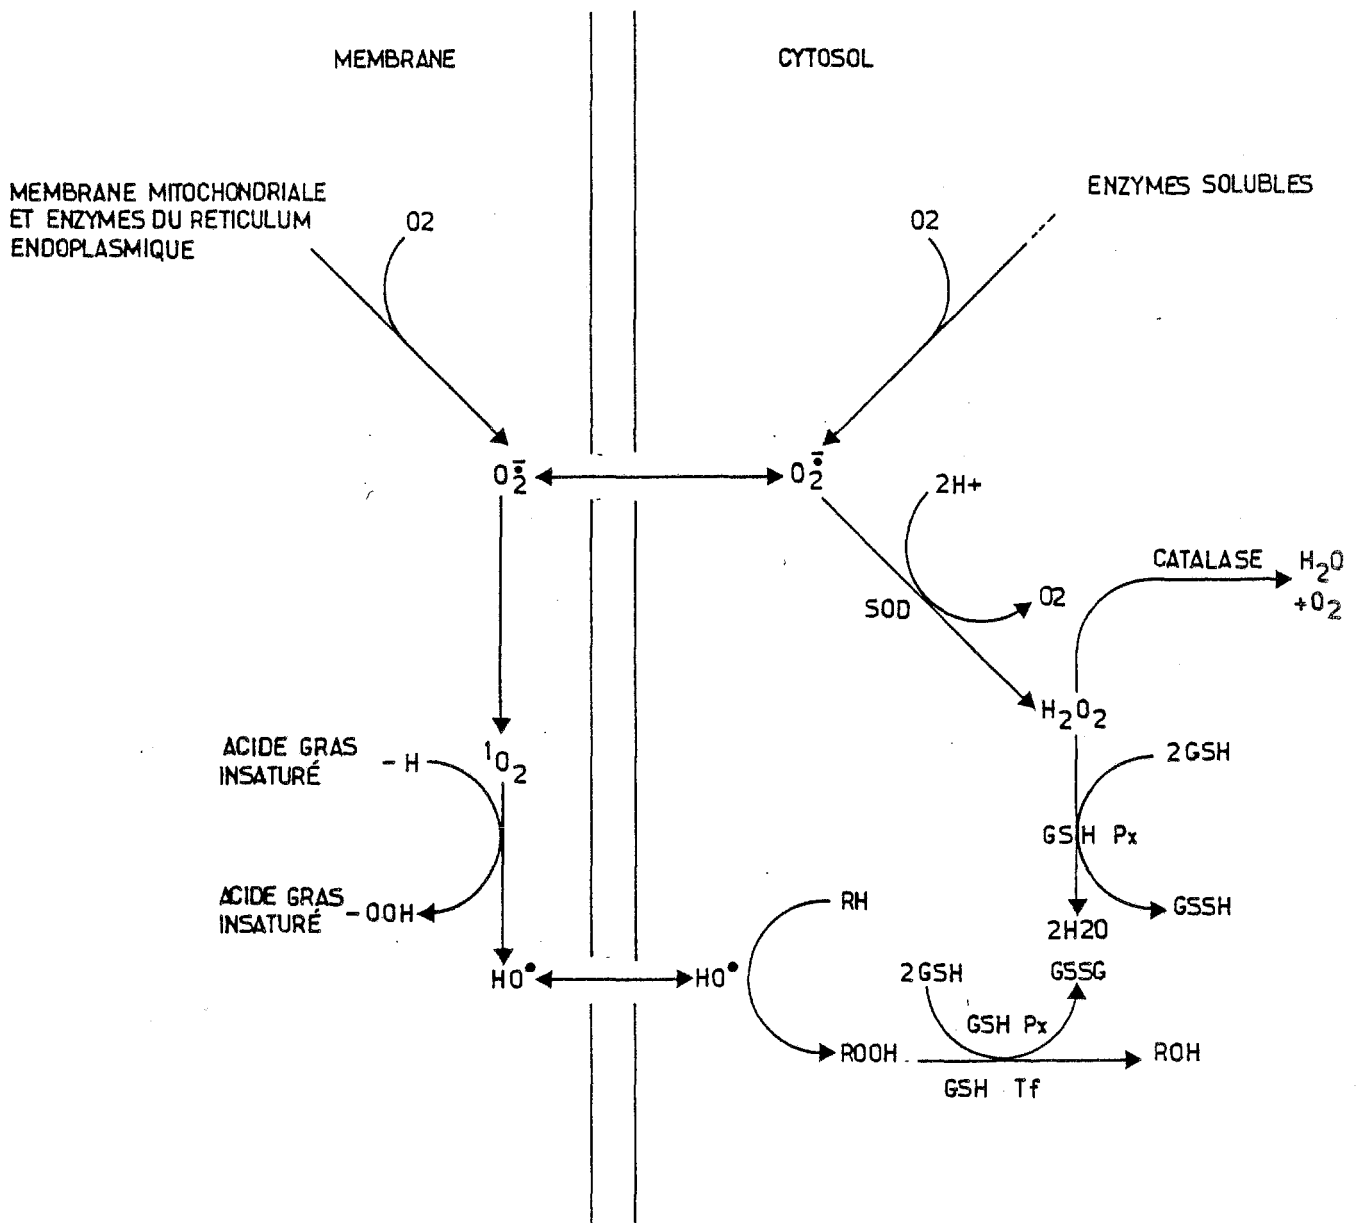 MEMBRANE
CYTOSOL
MEMBRANE MITOCHONDRIALE
ET ENZYMES DU RETICULUM
ENDOPLASMIQUE
O2
O2
ENZYMES SOLUBLES
O₂•̄
O₂•̄
2H+
SOD
O2
CATALASE
H₂O
+O₂
H₂O₂
ACIDE GRAS
INSATURÉ
- H
¹O₂
2GSH
GSH Px
ACIDE GRAS
INSATURÉ
-OOH
GSSH
2H2O
HO•
HO•
RH
2GSH
GSSG
GSH Px
ROOH
ROH
GSH Tf